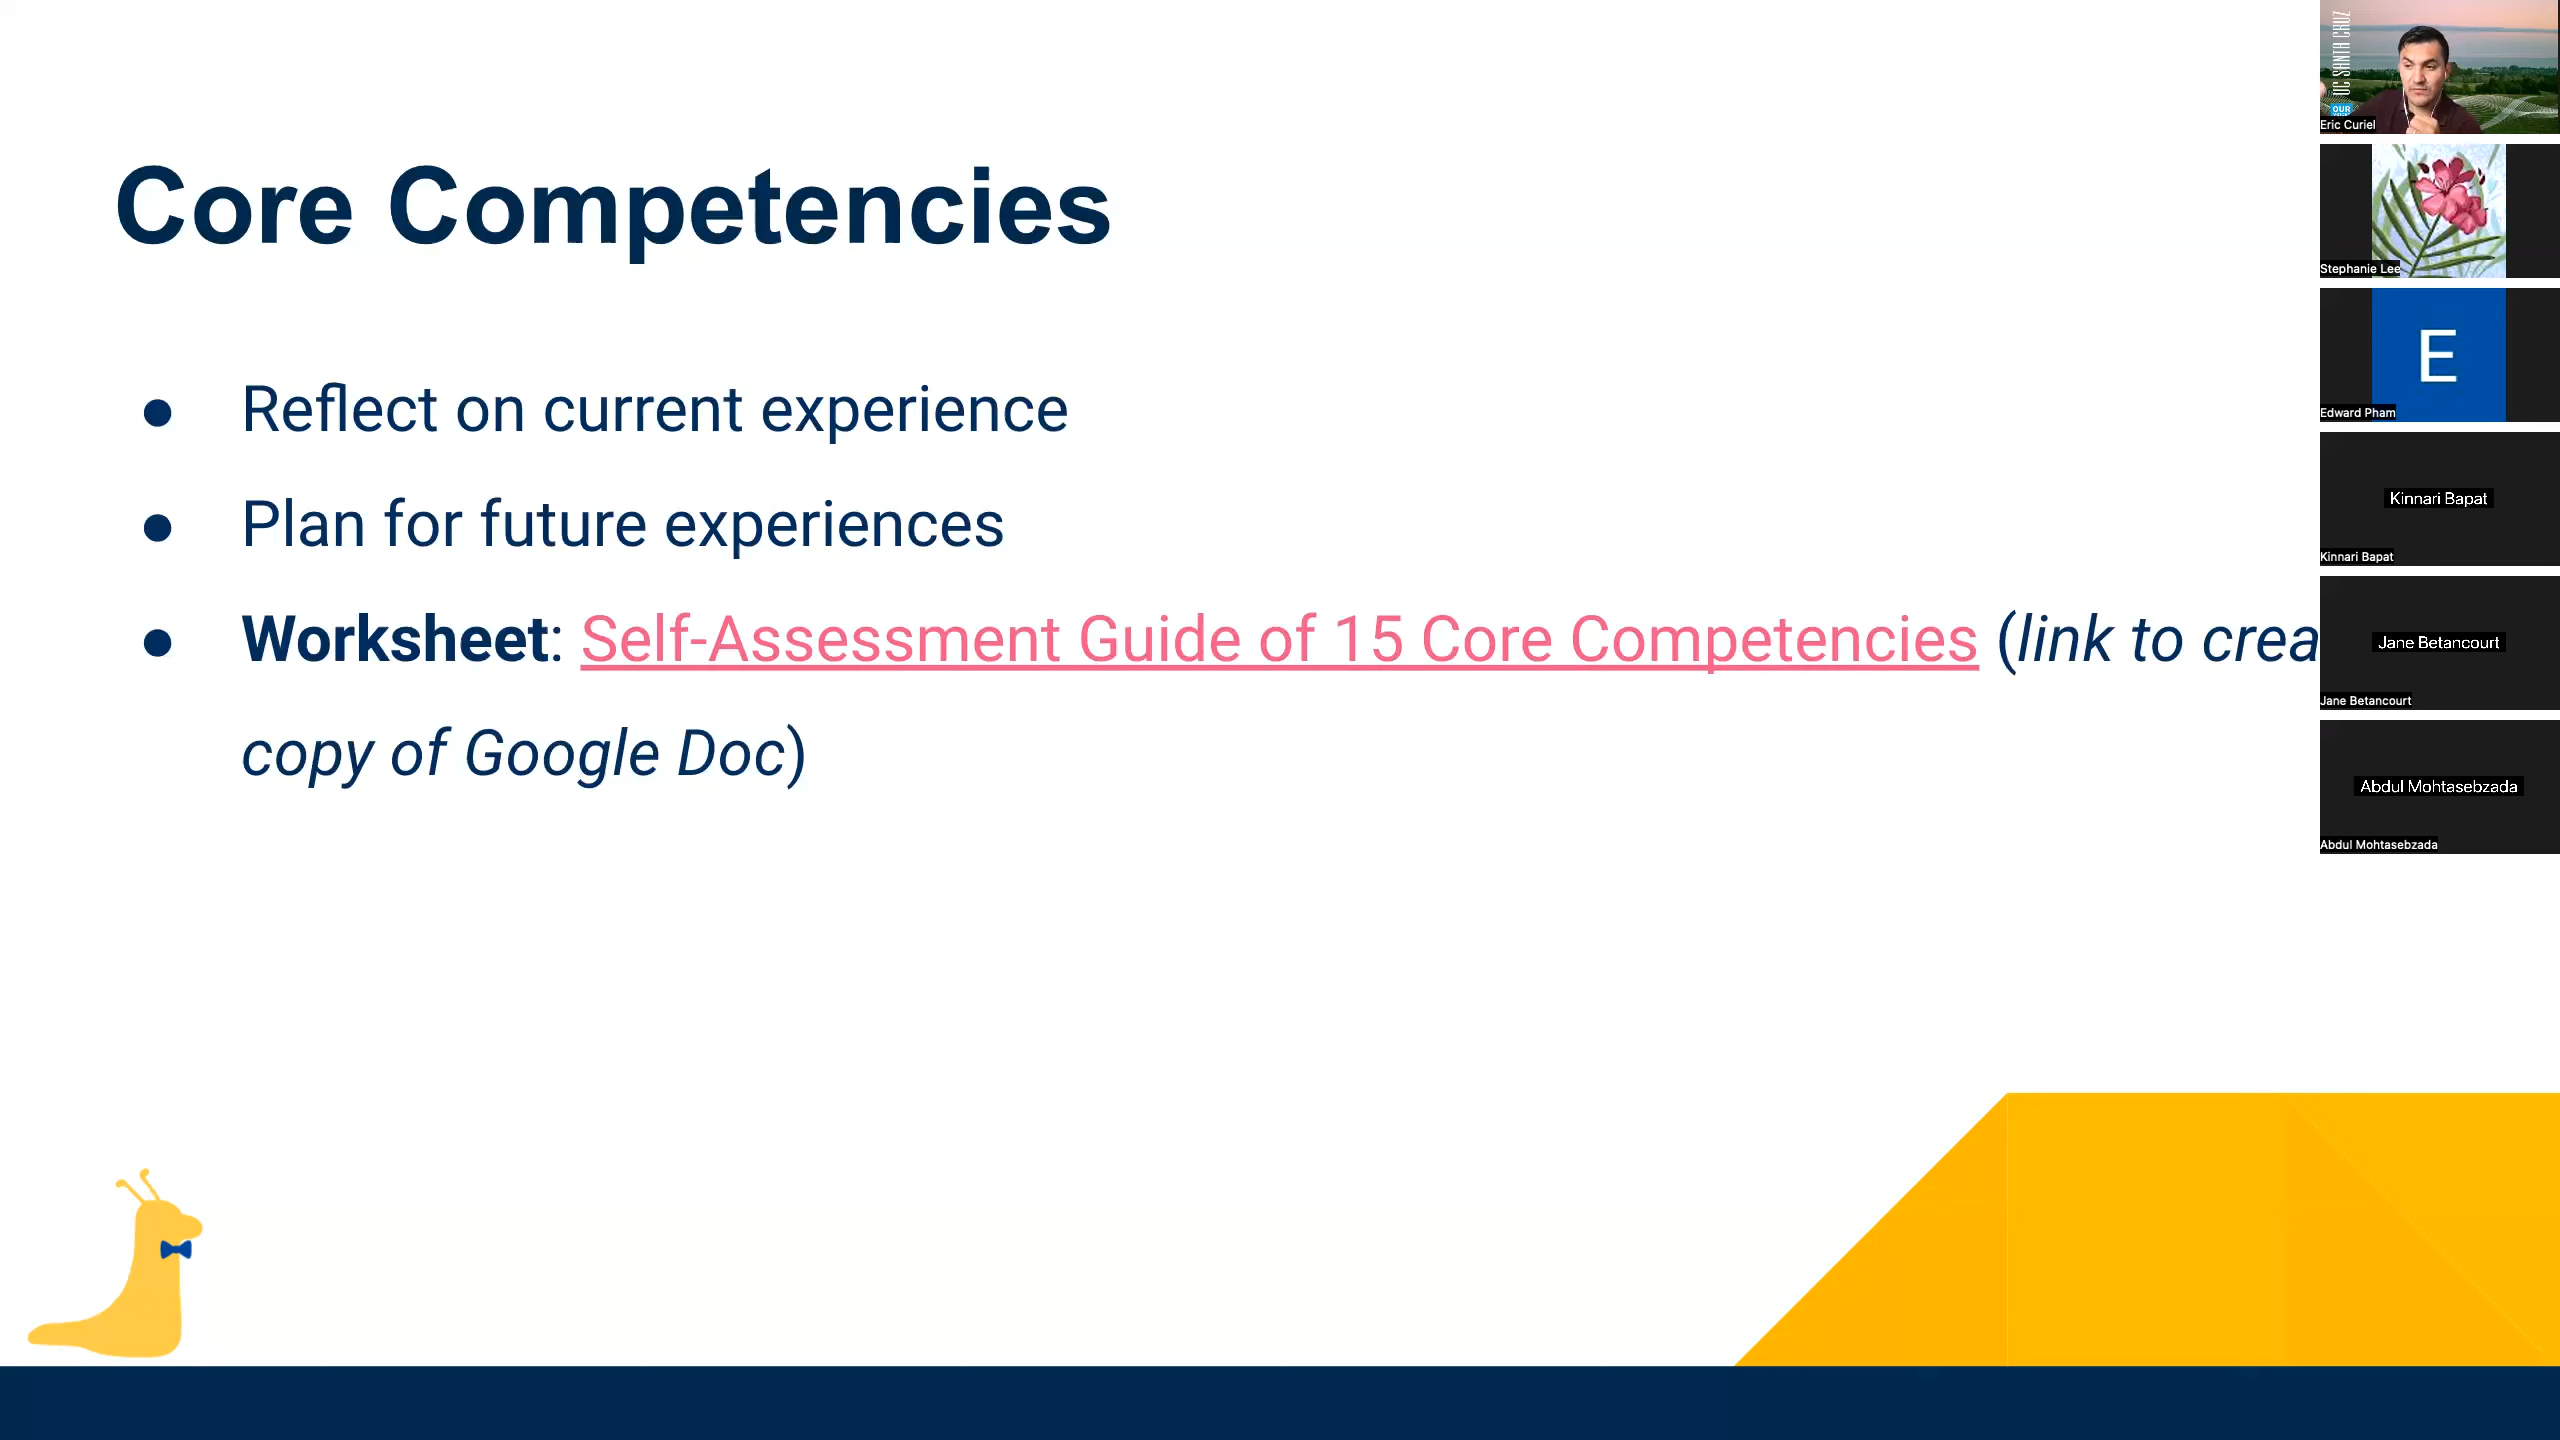 Core Competencies
● Reflect on current experience
● Plan for future experiences
● Worksheet: Self-Assessment Guide of 15 Core Competencies (link to crea
copy of Google Doc)
UC SANTA CRUZ
OUR
Eric Curiel
Stephanie Lee
E
Edward Pham
Kinnari Bapat
Kinnari Bapat
Jane Betancourt
Jane Betancourt
Abdul Mohtasebzada
Abdul Mohtasebzada